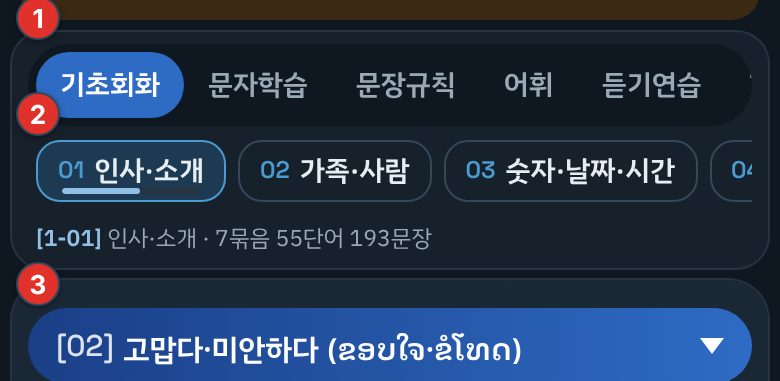 1
기초회화 문자학습 문장규칙 어휘 듣기연습
2
01 인사·소개 02 가족·사람 03 숫자·날짜·시간 04
[1-01] 인사·소개 · 7묶음 55단어 193문장
3
[02] 고맙다·미안하다 (ຂອບໃຈ·ຂໍໂທດ)